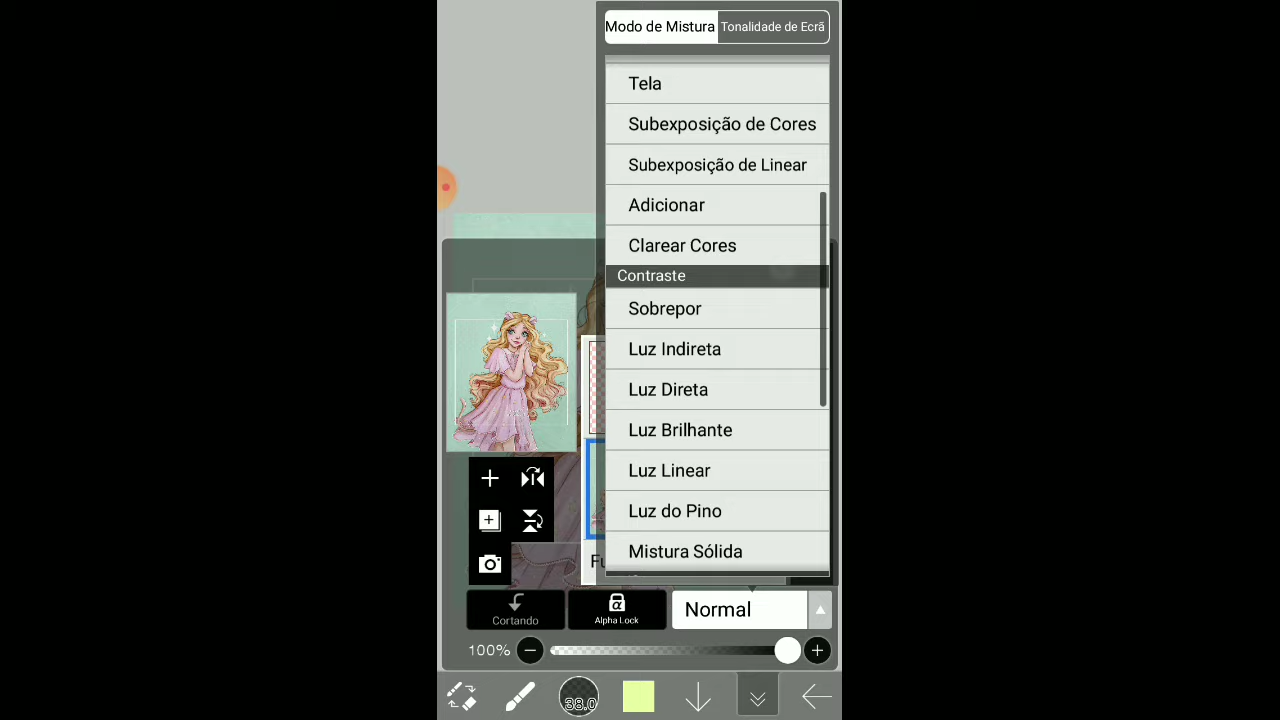 Modo de Mistura
Tonalidade de Ecrã
Tela
Subexposição de Cores
Subexposição de Linear
Adicionar
Clarear Cores
Contraste
Sobrepor
Luz Indireta
Luz Direta
Luz Brilhante
Luz Linear
Luz do Pino
Mistura Sólida
Cortando
Alpha Lock
Normal
100%
38.0